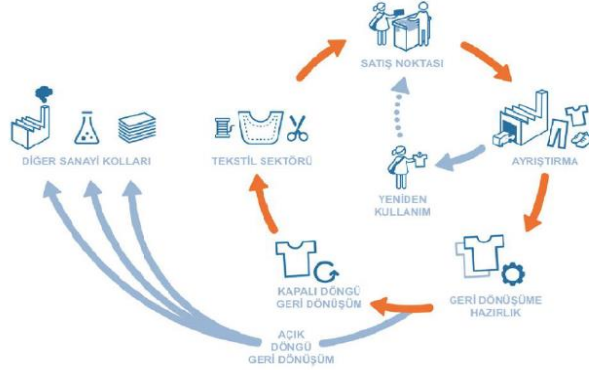 SATIŞ NOKTASI
DİĞER SANAYİ KOLLARI
TEKSTİL SEKTÖRÜ
AYRIŞTIRMA
YENİDEN
KULLANIM
KAPALI DÖNGÜ
GERİ DÖNÜŞÜM
GERİ DÖNÜŞÜME
HAZIRLIK
AÇIK
DÖNGÜ
GERİ DÖNÜŞÜM